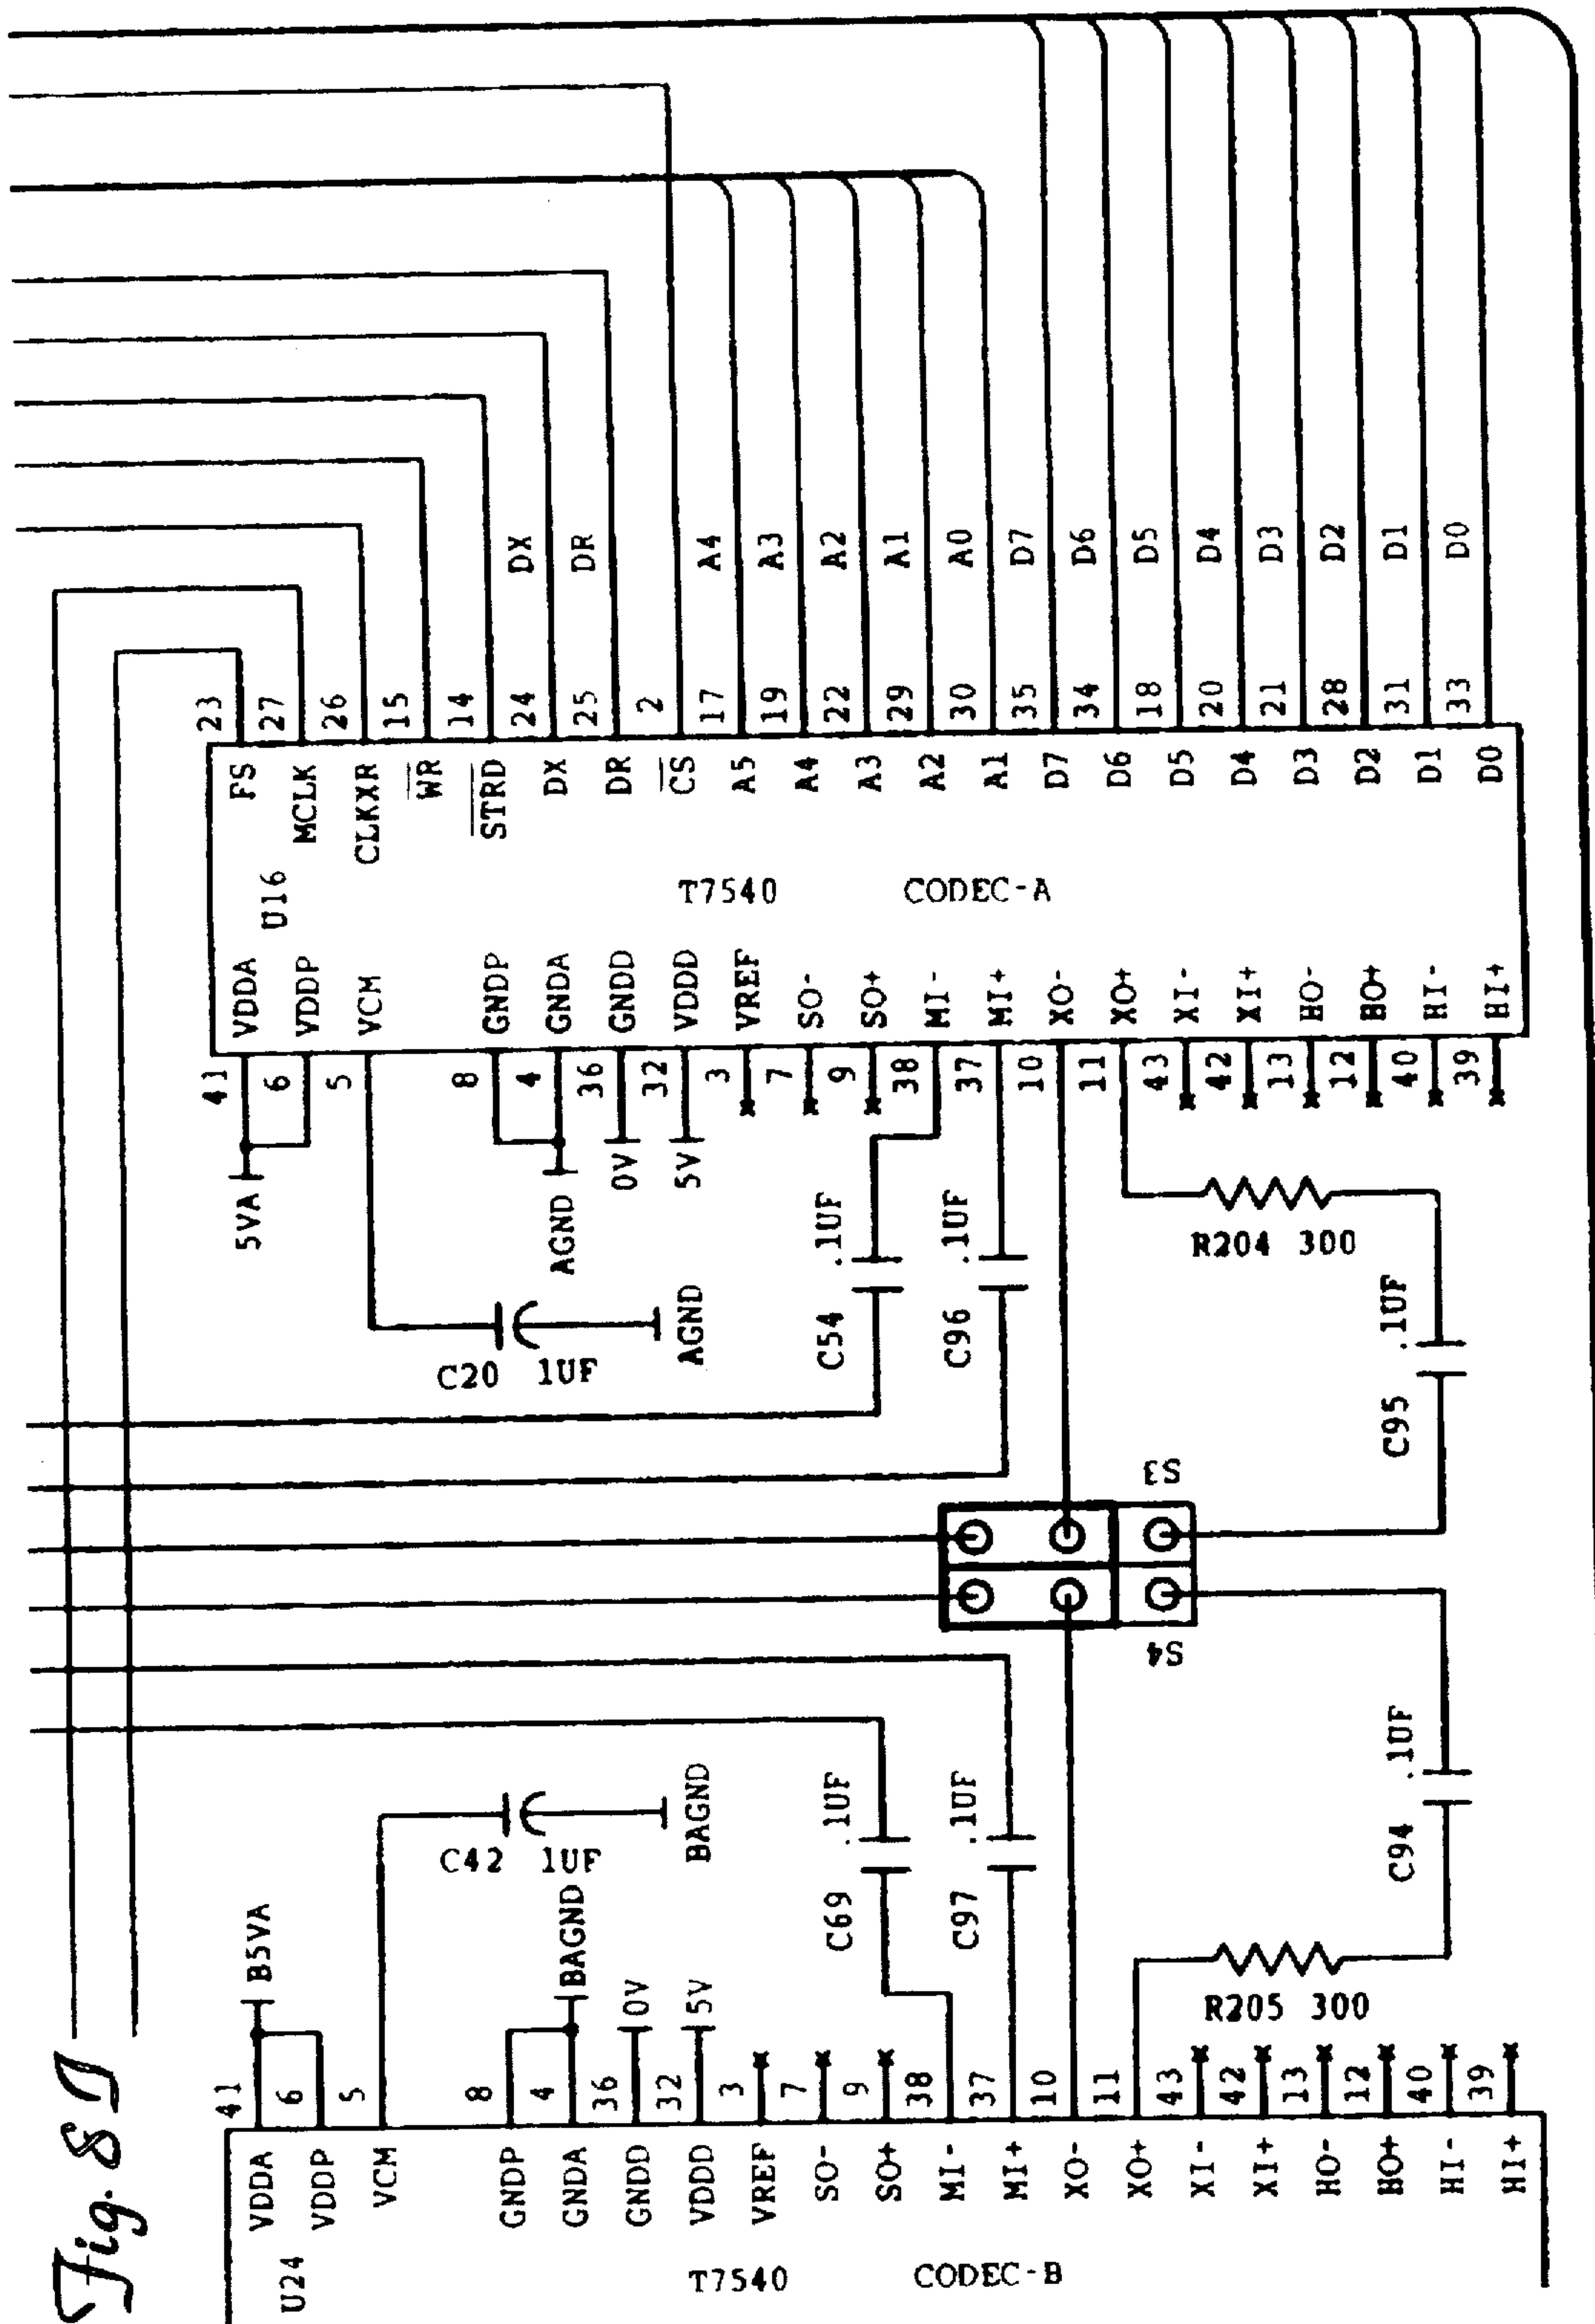 Fig. 8 I
23
FS
27
MCLK
26
CLKXR
15
WR
14
STRD
DX
24
DX
DR
25
DR
2
CS
A4
17
A5
A3
19
A4
A2
22
A3
A1
29
A2
A0
30
A1
D7
35
D7
D6
34
D6
D5
18
D5
D4
20
D4
D3
21
D3
D2
28
D2
D1
31
D1
D0
33
D0
U16
T7540 CODEC-A
VDDA
41
VDDP
6
VCM
5
GNDP
8
GNDA
4
GNDD
36
VDDD
32
VREF
3
SO-
7
SO+
9
MI-
38
MI+
37
XO-
10
XO+
11
XI-
43
XI+
42
HO-
13
HO+
12
HI-
40
HI+
39
5VA
AGND
0V
5V
C20 1UF
AGND
C54 .1UF
C96 .1UF
R204 300
C95 .1UF
S3
S4
C42 1UF
BAGND
C69 .1UF
C97 .1UF
C94 .1UF
R205 300
B5VA
BAGND
0V
5V
41
VDDA
6
VDDP
5
VCM
8
GNDP
4
GNDA
36
GNDD
32
VDDD
3
VREF
7
SO-
9
SO+
38
MI-
37
MI+
10
XO-
11
XO+
43
XI-
42
XI+
13
HO-
12
HO+
40
HI-
39
HI+
U24
T7540 CODEC-B